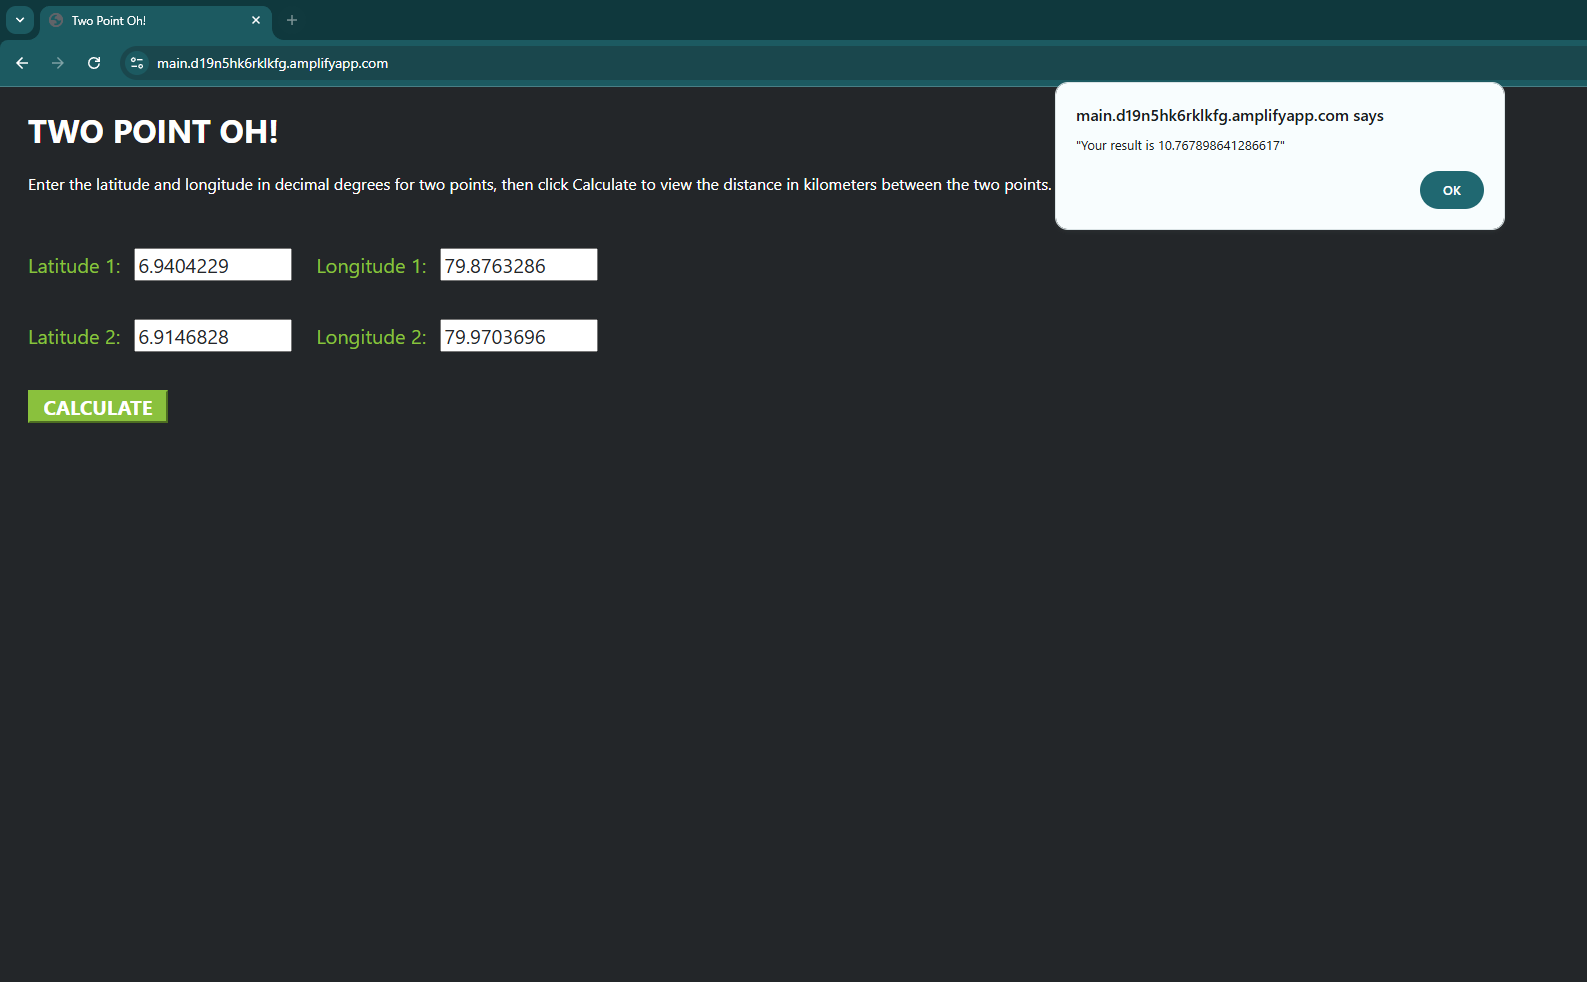 Two Point Oh!
main.d19n5hk6rklkfg.amplifyapp.com
main.d19n5hk6rklkfg.amplifyapp.com says
"Your result is 10.767898641286617"
OK
TWO POINT OH!
Enter the latitude and longitude in decimal degrees for two points, then click Calculate to view the distance in kilometers between the two points.
Latitude 1: 6.9404229 Longitude 1: 79.8763286
Latitude 2: 6.9146828 Longitude 2: 79.9703696
CALCULATE